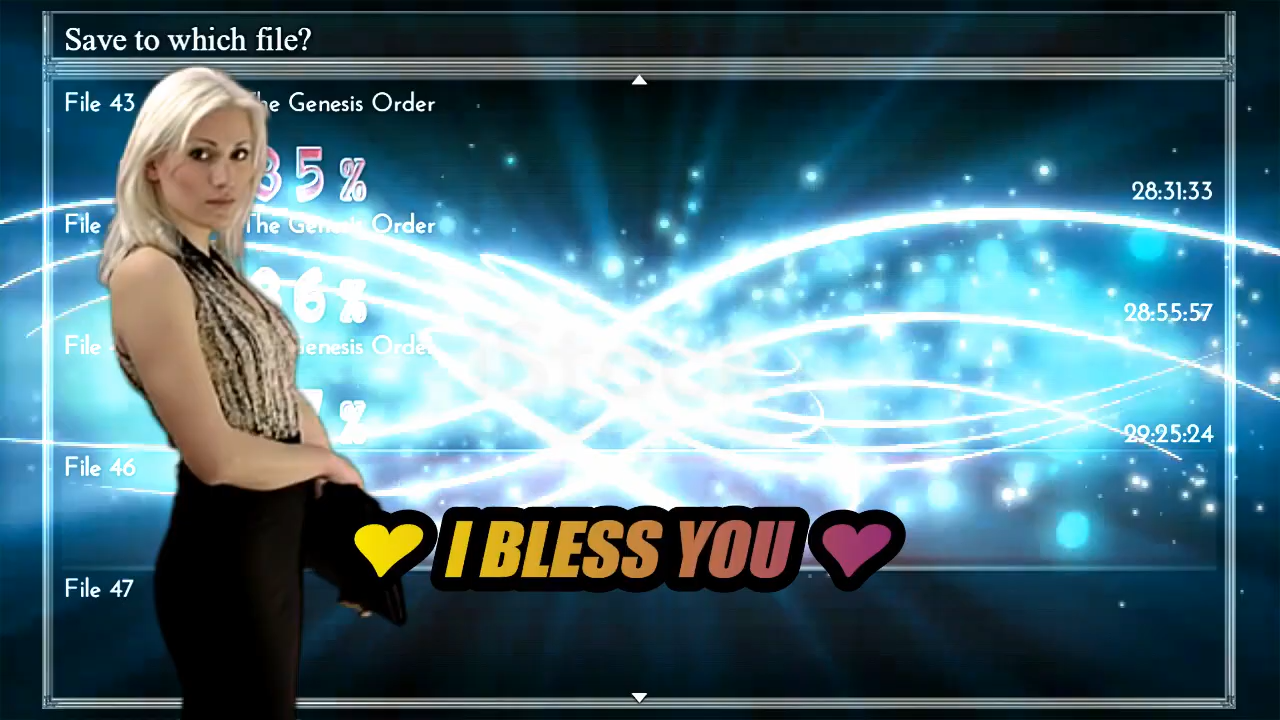 Save to which file?
File 43 The Genesis Order
35%
28:31:33
File The Genesis Order
36%
28:55:57
File Genesis Order
%
29:25:24
File 46
I BLESS YOU
File 47